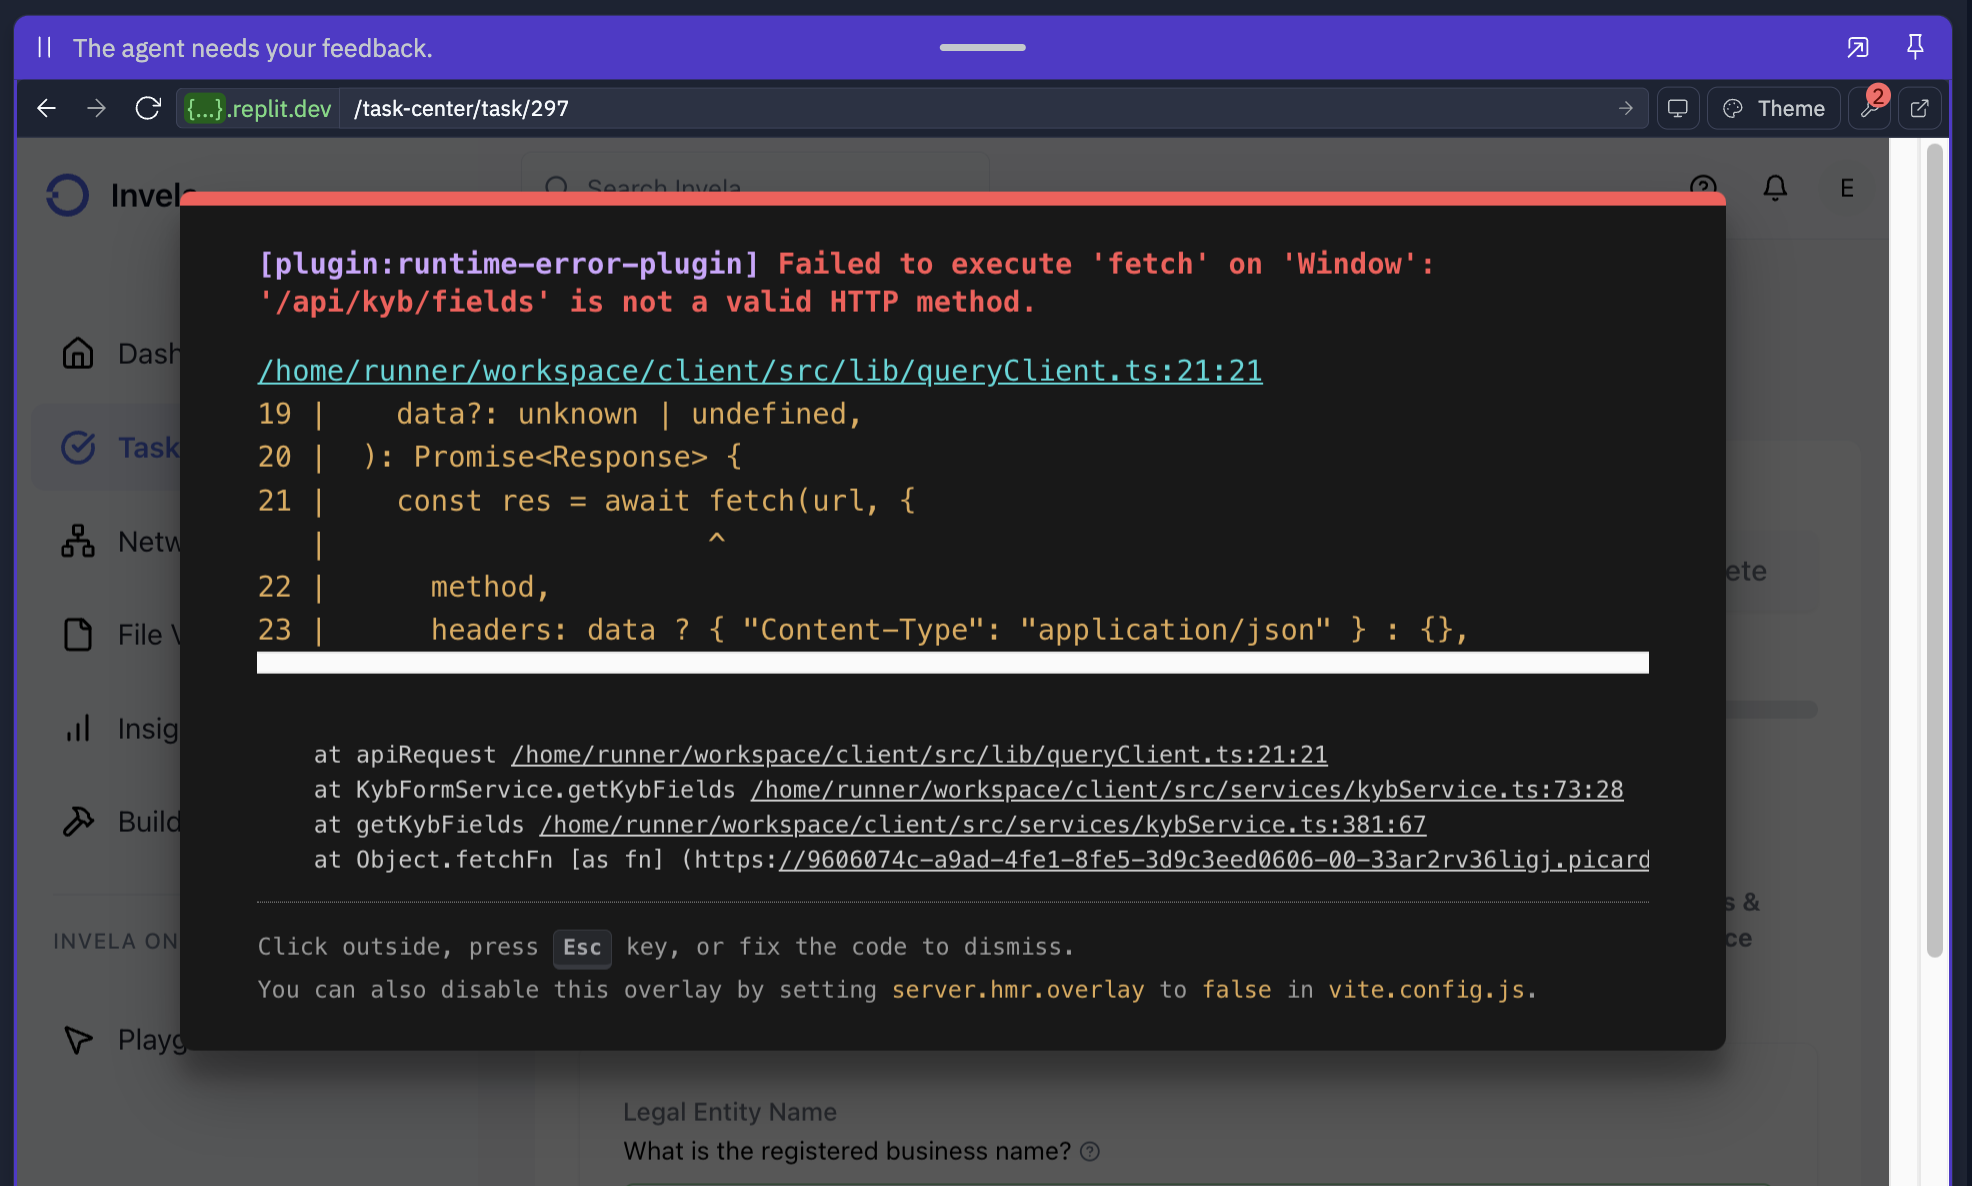 The agent needs your feedback.
{...}.replit.dev /task-center/task/297
Theme
2
Invela
Search Invela
E
[plugin:runtime-error-plugin] Failed to execute 'fetch' on 'Window':
'/api/kyb/fields' is not a valid HTTP method.
/home/runner/workspace/client/src/lib/queryClient.ts:21:21
19 |    data?: unknown | undefined,
20 |  ): Promise<Response> {
21 |    const res = await fetch(url, {
   |                      ^
22 |      method,
23 |      headers: data ? { "Content-Type": "application/json" } : {},
at apiRequest /home/runner/workspace/client/src/lib/queryClient.ts:21:21
at KybFormService.getKybFields /home/runner/workspace/client/src/services/kybService.ts:73:28
at getKybFields /home/runner/workspace/client/src/services/kybService.ts:381:67
at Object.fetchFn [as fn] (https://9606074c-a9ad-4fe1-8fe5-3d9c3eed0606-00-33ar2rv36ligj.picard
Click outside, press Esc key, or fix the code to dismiss.
You can also disable this overlay by setting server.hmr.overlay to false in vite.config.js.
Dash
Task
Netw
File V
Insig
Build
INVELA ON
Playg
ete
s &
ce
Legal Entity Name
What is the registered business name?